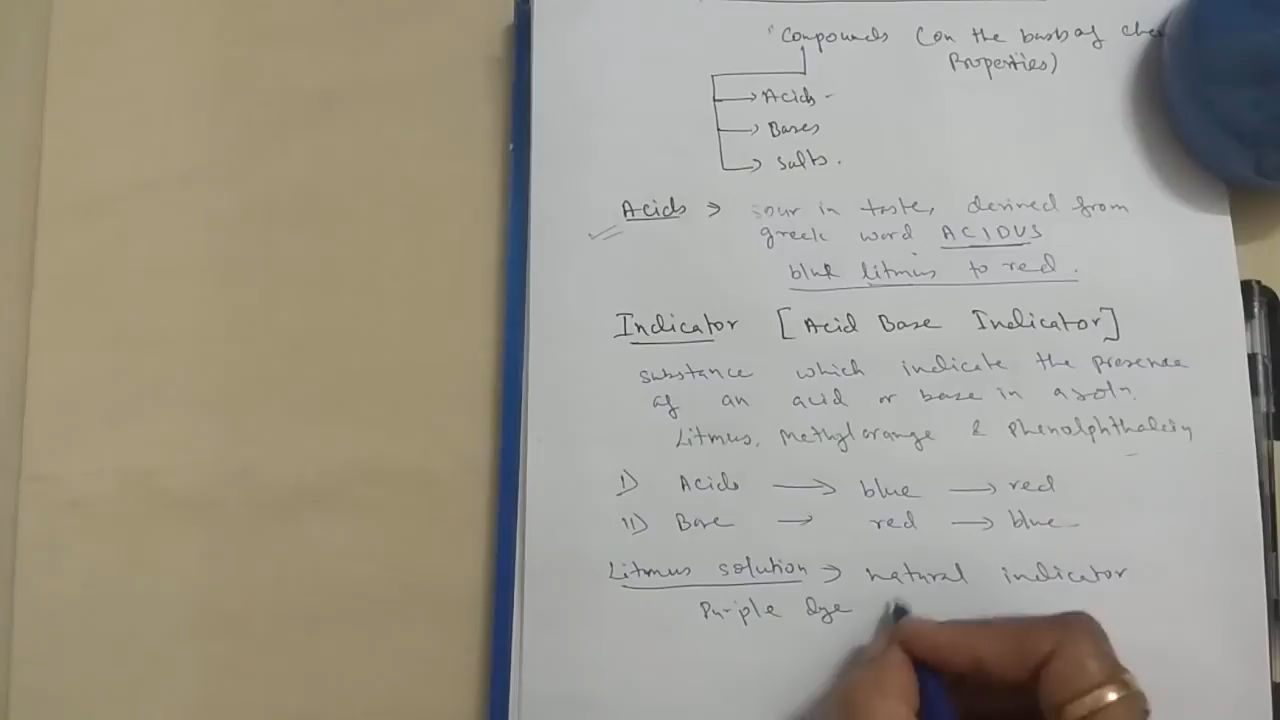 Compounds (on the basis of
Properties)
Acids
Bases
Salts.
Acids → sour in taste, derived from
greek word ACIDUS
blue litmus to red.
Indicator [Acid Base Indicator]
substance which indicate the presence
of an acid or base in a soln.
Litmus, Methyl orange & Phenolphthalein
I) Acids → blue → red
II) Base → red → blue
Litmus solution → natural indicator
Purple dye